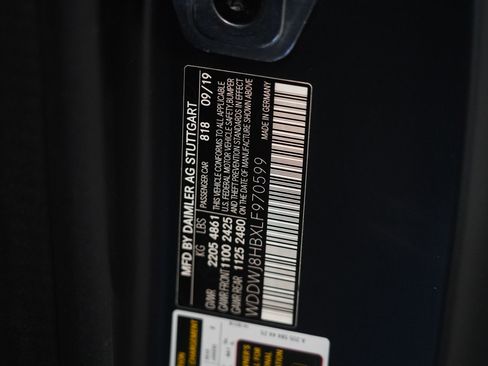 MFD BY DAIMLER AG STUTTGART
PASSENGER CAR 818 09/19
KG LBS
GVWR 2205 4861
GAWR FRONT 1100 2425
GAWR REAR 1125 2480
THIS VEHICLE CONFORMS TO ALL APPLICABLE
U.S. FEDERAL MOTOR VEHICLE SAFETY, BUMPER
AND THEFT PREVENTION STANDARDS IN EFFECT
ON THE DATE OF MANUFACTURE SHOWN ABOVE
WDDWJ8HBXLF970599
MADE IN GERMANY